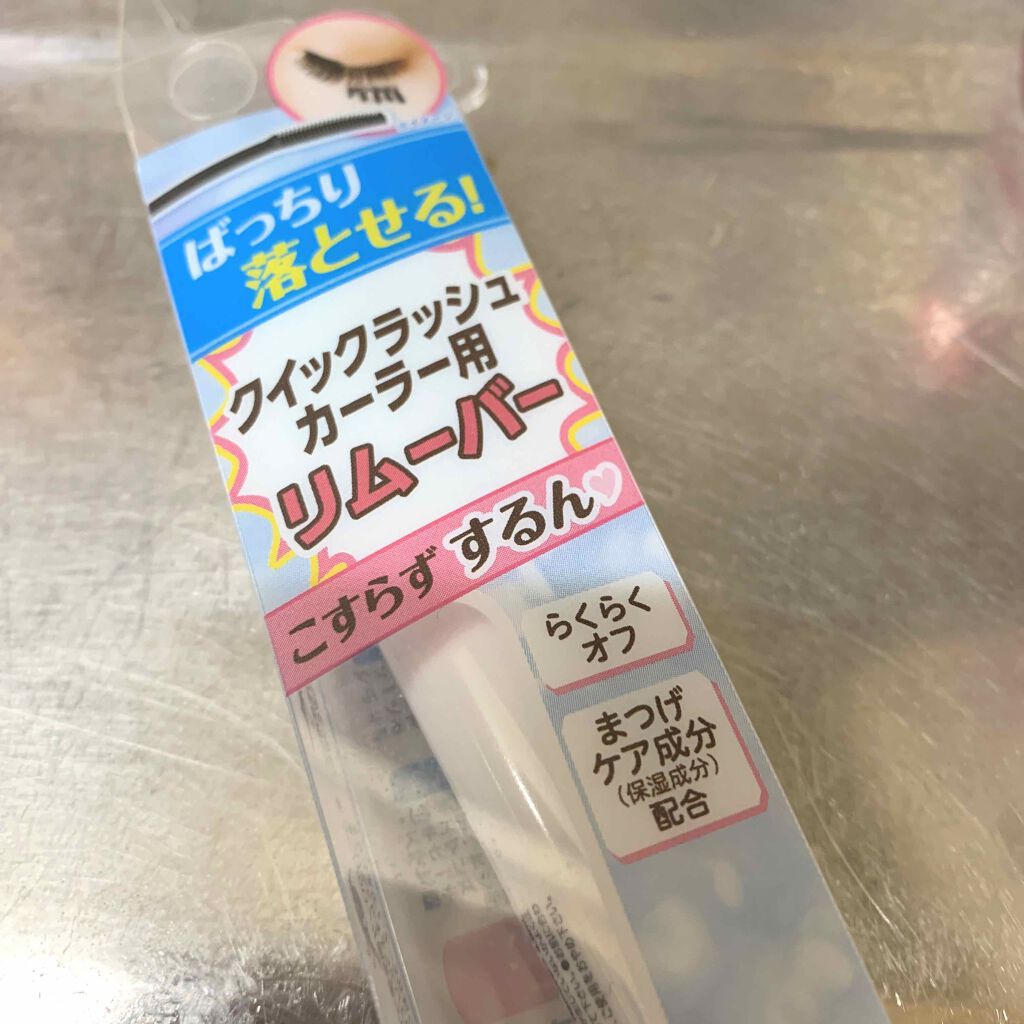 ばっちり
落とせる!
クイックラッシュ
カーラー用
リムーバー
こすらず するん♡
らくらく
オフ
まつげ
ケア成分
(保湿成分)
配合